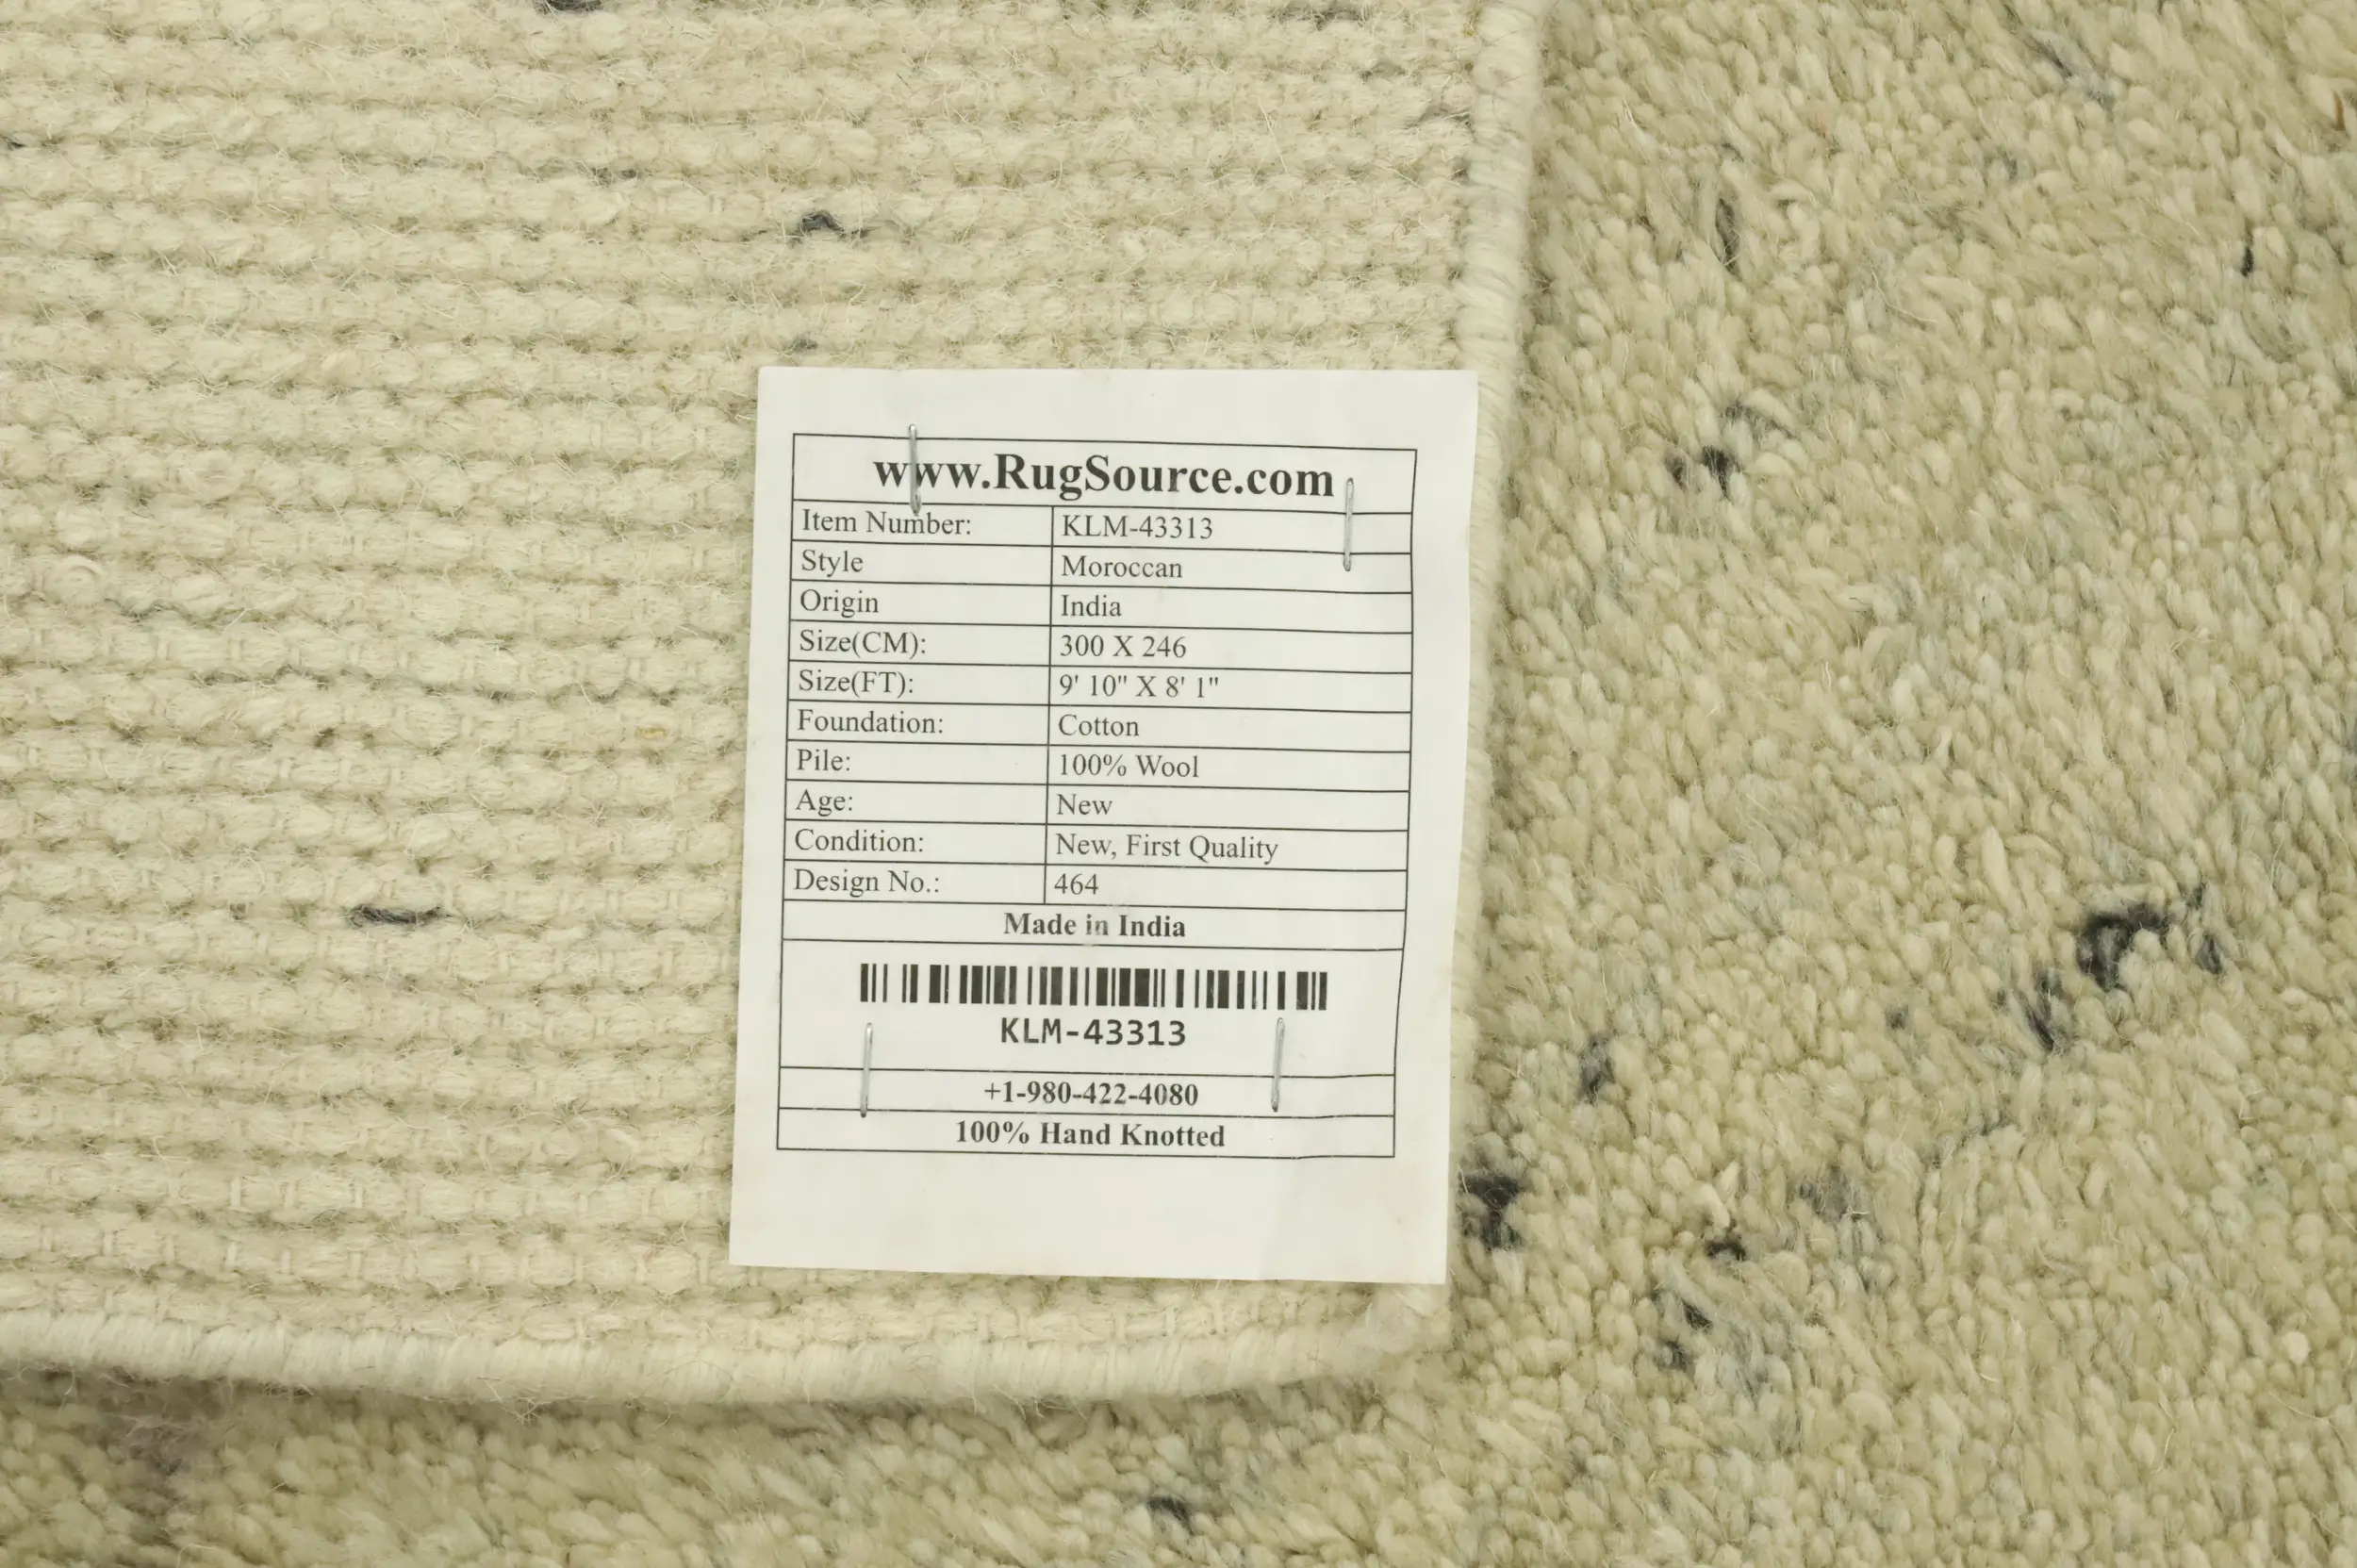 www.RugSource.com
Item Number: KLM-43313
Style Moroccan
Origin India
Size(CM): 300 X 246
Size(FT): 9' 10" X 8' 1"
Foundation: Cotton
Pile: 100% Wool
Age: New
Condition: New, First Quality
Design No.: 464
Made in India
KLM-43313
+1-980-422-4080
100% Hand Knotted